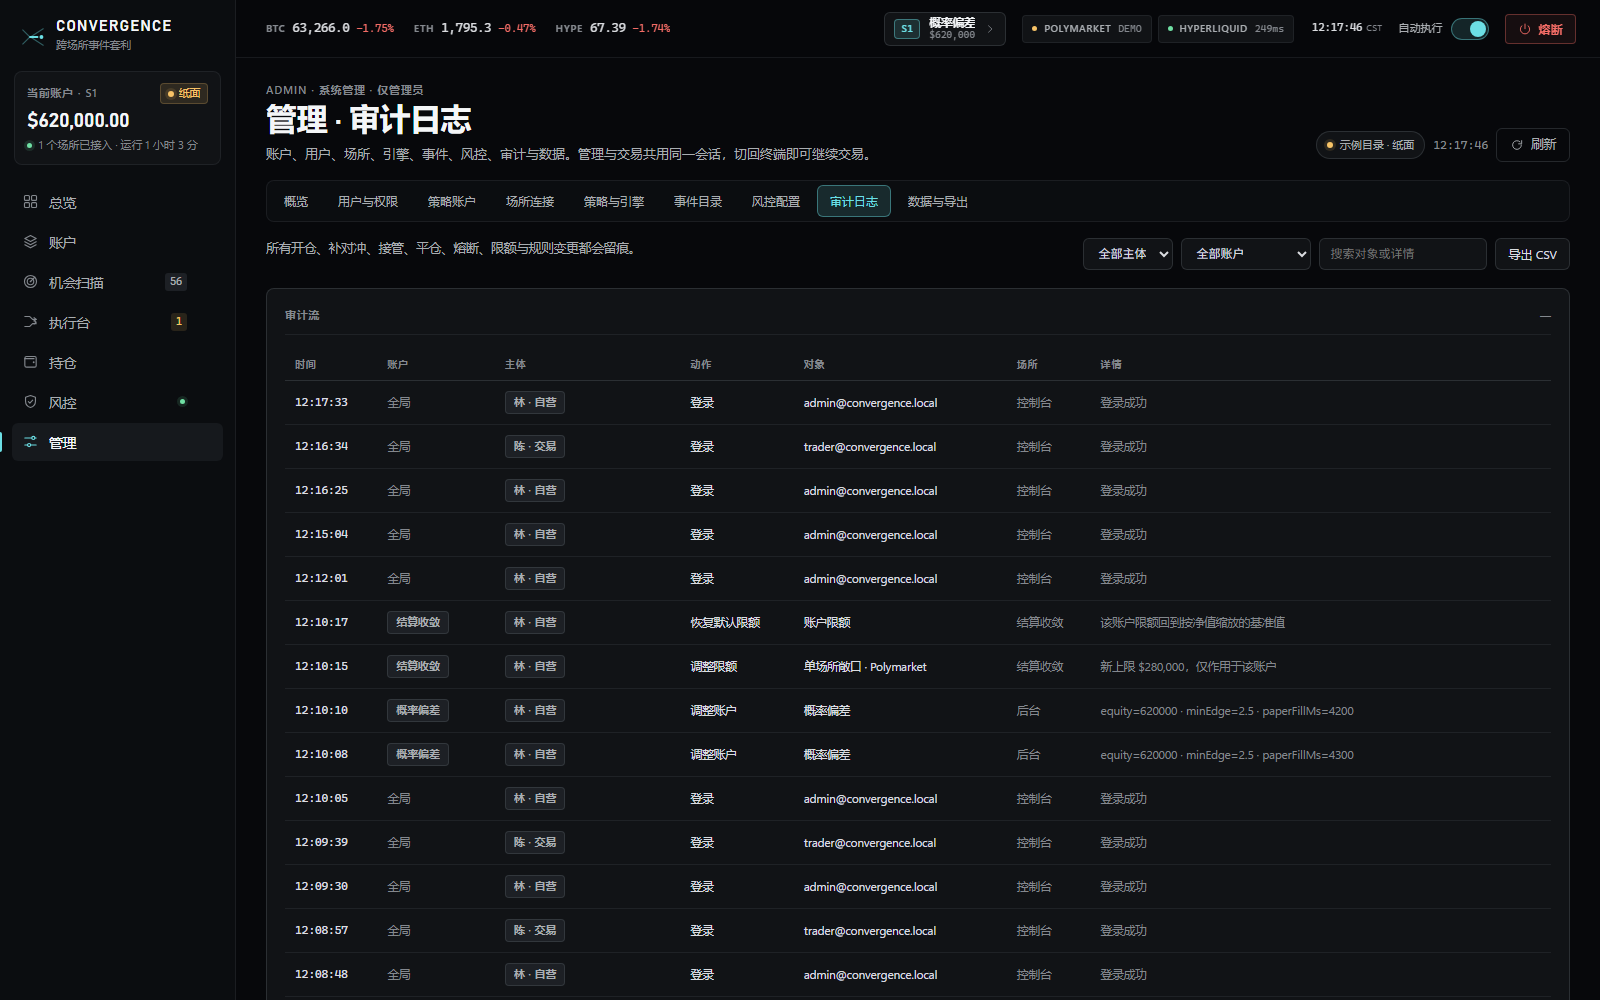 CONVERGENCE
跨场所事件套利
当前账户 · S1
纸面
$620,000.00
1 个场所已接入 · 运行 1 小时 3 分
总览
账户
机会扫描 56
执行台 1
持仓
风控
管理
BTC 63,266.0 -1.75% ETH 1,795.3 -0.47% HYPE 67.39 -1.74%
S1 概率偏差
$620,000
POLYMARKET DEMO
HYPERLIQUID 249ms
12:17:46 CST
自动执行
熔断
ADMIN · 系统管理 · 仅管理员
管理 · 审计日志
账户、用户、场所、引擎、事件、风控、审计与数据。管理与交易共用同一会话，切回终端即可继续交易。
示例目录 · 纸面 12:17:46 刷新
概览 用户与权限 策略账户 场所连接 策略与引擎 事件目录 风控配置 审计日志 数据与导出
所有开仓、补对冲、接管、平仓、熔断、限额与规则变更都会留痕。
全部主体 全部账户 搜索对象或详情 导出 CSV
审计流 —
时间 账户 主体 动作 对象 场所 详情
12:17:33 全局 林 · 自营 登录 admin@convergence.local 控制台 登录成功
12:16:34 全局 陈 · 交易 登录 trader@convergence.local 控制台 登录成功
12:16:25 全局 林 · 自营 登录 admin@convergence.local 控制台 登录成功
12:15:04 全局 林 · 自营 登录 admin@convergence.local 控制台 登录成功
12:12:01 全局 林 · 自营 登录 admin@convergence.local 控制台 登录成功
12:10:17 结算收敛 林 · 自营 恢复默认限额 账户限额 结算收敛 该账户限额回到按净值缩放的基准值
12:10:15 结算收敛 林 · 自营 调整限额 单场所敞口 · Polymarket 结算收敛 新上限 $280,000，仅作用于该账户
12:10:10 概率偏差 林 · 自营 调整账户 概率偏差 后台 equity=620000 · minEdge=2.5 · paperFillMs=4200
12:10:08 概率偏差 林 · 自营 调整账户 概率偏差 后台 equity=620000 · minEdge=2.5 · paperFillMs=4300
12:10:05 全局 林 · 自营 登录 admin@convergence.local 控制台 登录成功
12:09:39 全局 陈 · 交易 登录 trader@convergence.local 控制台 登录成功
12:09:30 全局 林 · 自营 登录 admin@convergence.local 控制台 登录成功
12:08:57 全局 陈 · 交易 登录 trader@convergence.local 控制台 登录成功
12:08:48 全局 林 · 自营 登录 admin@convergence.local 控制台 登录成功